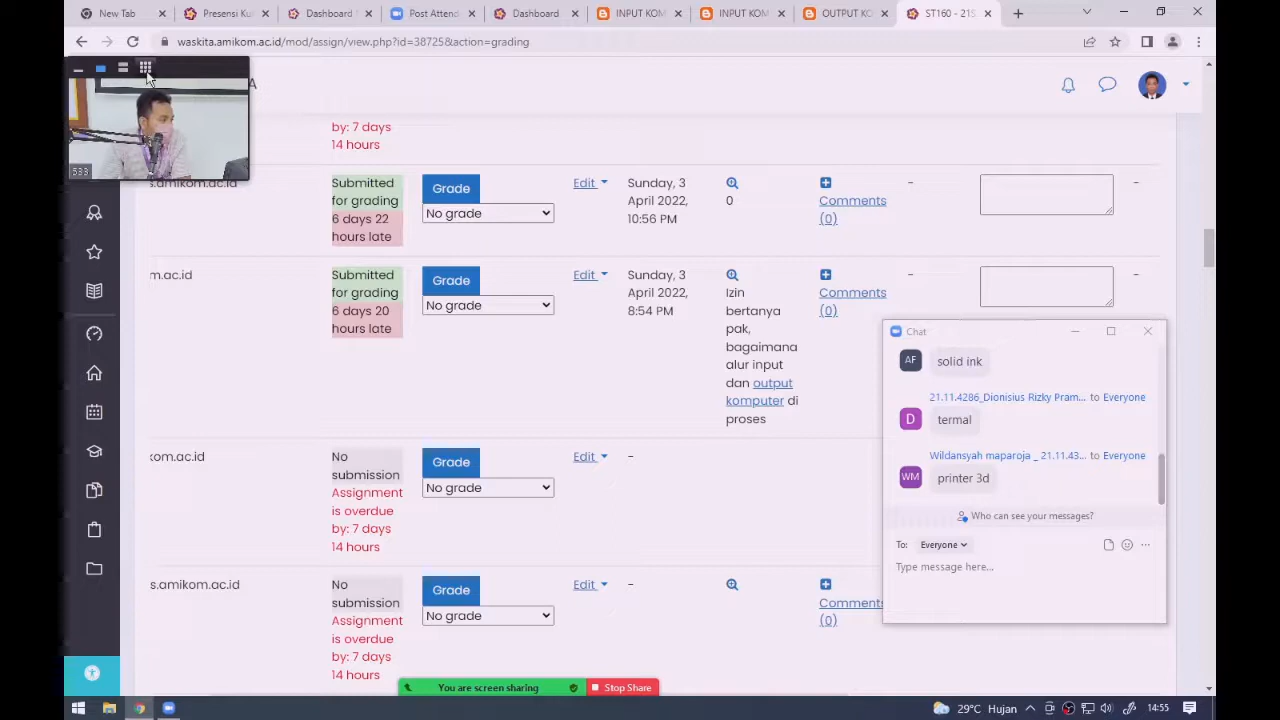 New Tab
Presensi Ku
Dashboard
Post Attend
Dashboard
INPUT KOM
INPUT KOM
OUTPUT KO
ST160 - 21S
waskita.amikom.ac.id/mod/assign/view.php?id=38725&action=grading
A
533
by: 7 days
14 hours
s.amikom.ac.id
Submitted
for grading
6 days 22
hours late
Grade
No grade
Edit
Sunday, 3
April 2022,
10:56 PM
0
Comments
(0)
-
-
m.ac.id
Submitted
for grading
6 days 20
hours late
Grade
No grade
Edit
Sunday, 3
April 2022,
8:54 PM
Izin
bertanya
pak,
bagaimana
alur input
dan output
komputer di
proses
Comments
(0)
-
-
kom.ac.id
No
submission
Assignment
is overdue
by: 7 days
14 hours
Grade
No grade
Edit
-
s.amikom.ac.id
No
submission
Assignment
is overdue
by: 7 days
14 hours
Grade
No grade
Edit
-
Comments
(0)
Chat
AF
solid ink
21.11.4286_Dionisius Rizky Pram... to Everyone
D
termal
Wildansyah maparoja _ 21.11.43... to Everyone
WM
printer 3d
Who can see your messages?
To: Everyone
Type message here...
You are screen sharing
Stop Share
29°C Hujan
14:55